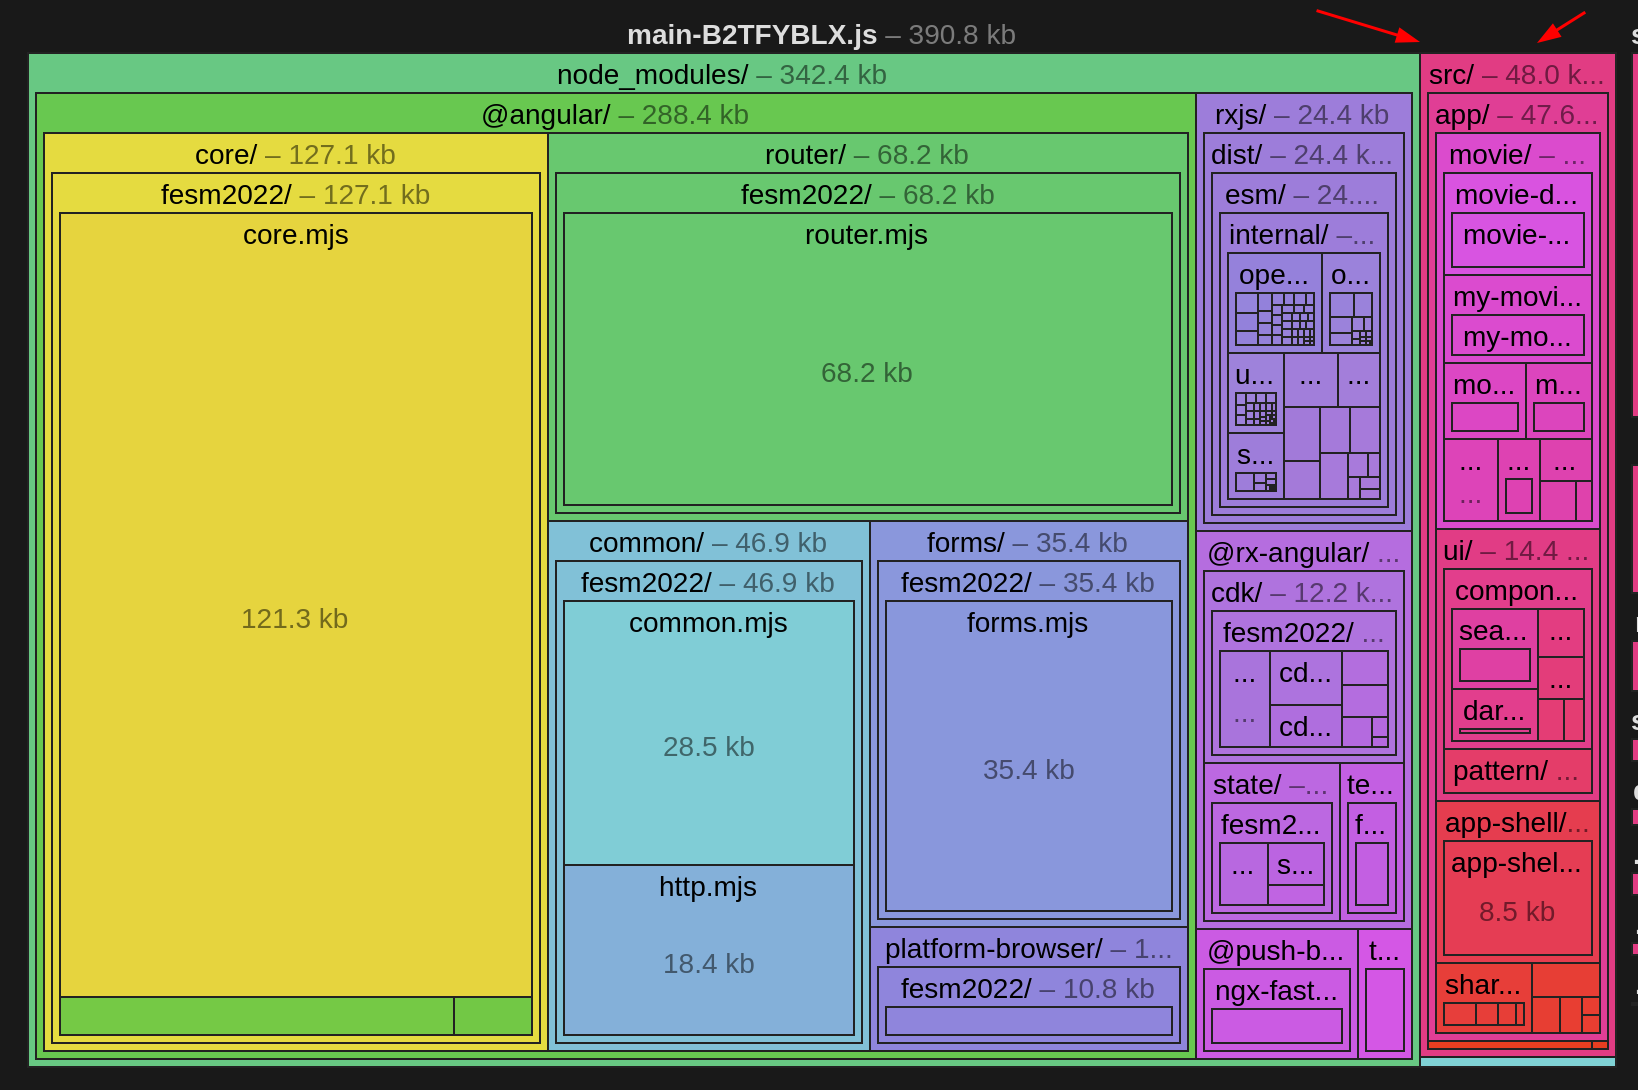 main-B2TFYBLX.js – 390.8 kb
node_modules/ – 342.4 kb
@angular/ – 288.4 kb
core/ – 127.1 kb
fesm2022/ – 127.1 kb
core.mjs
121.3 kb
router/ – 68.2 kb
fesm2022/ – 68.2 kb
router.mjs
68.2 kb
common/ – 46.9 kb
fesm2022/ – 46.9 kb
common.mjs
28.5 kb
http.mjs
18.4 kb
forms/ – 35.4 kb
fesm2022/ – 35.4 kb
forms.mjs
35.4 kb
platform-browser/ – 1...
fesm2022/ – 10.8 kb
rxjs/ – 24.4 kb
dist/ – 24.4 k...
esm/ – 24....
internal/ –...
ope...
o...
u...
...
...
s...
@rx-angular/ ...
cdk/ – 12.2 k...
fesm2022/ ...
...
...
cd...
cd...
state/ –...
fesm2...
...
s...
te...
f...
@push-b...
ngx-fast...
t...
src/ – 48.0 k...
app/ – 47.6...
movie/ – ...
movie-d...
movie-...
my-movi...
my-mo...
mo...
m...
...
...
...
...
ui/ – 14.4 ...
compon...
sea...
...
...
dar...
pattern/ ...
app-shell/...
app-shel...
8.5 kb
shar...